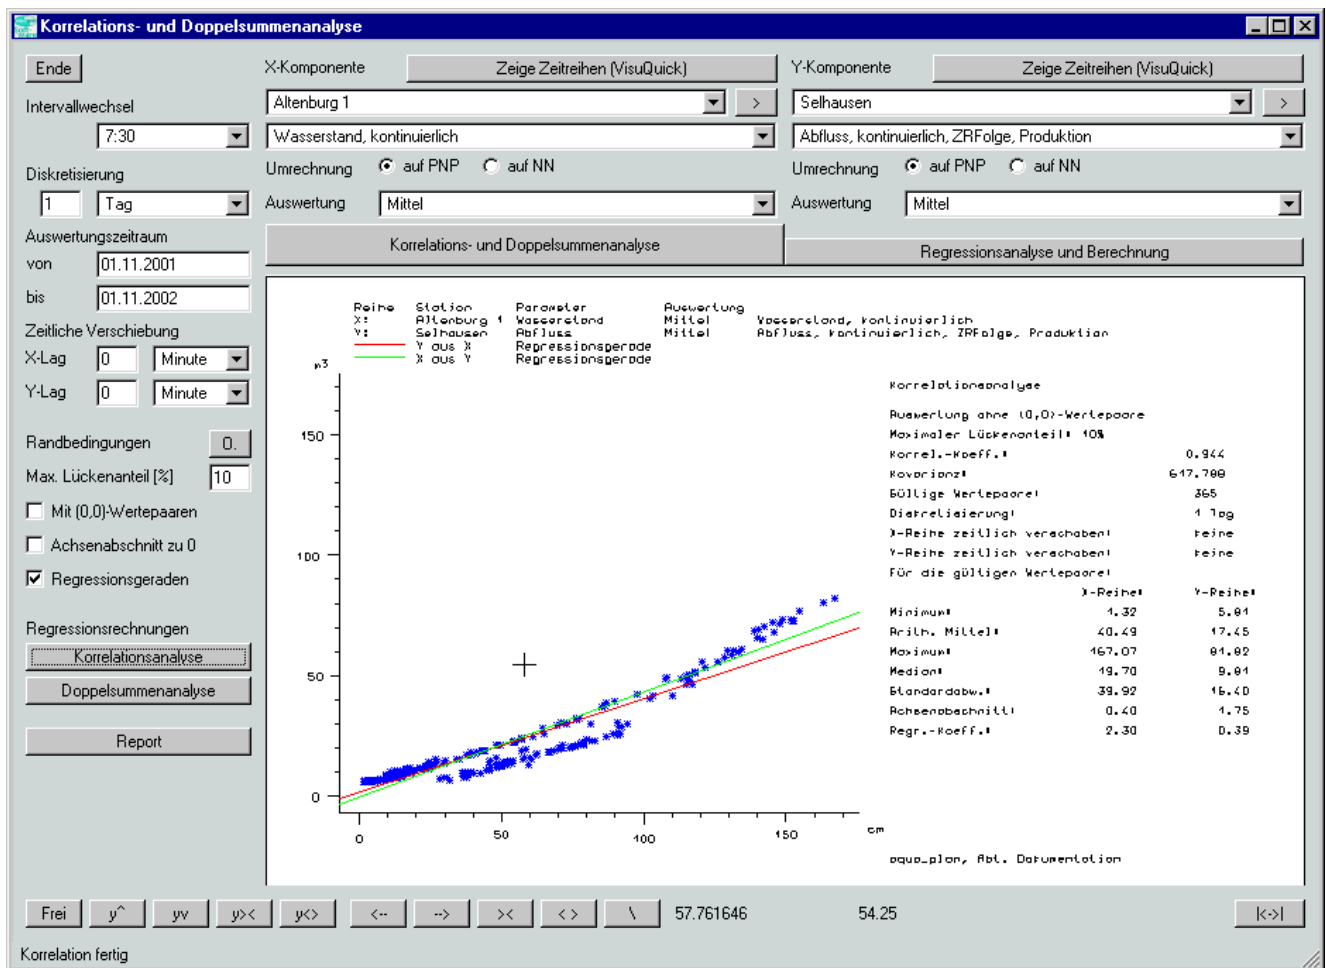 Korrelations- und Doppelsummenanalyse
Ende
X-Komponente
Zeige Zeitreihen (VisuQuick)
Y-Komponente
Zeige Zeitreihen (VisuQuick)
Intervallwechsel
7:30
Altenburg 1
>
Selhausen
>
Wasserstand, kontinuierlich
Abfluss, kontinuierlich, ZRFolge, Produktion
Umrechnung auf PNP auf NN
Umrechnung auf PNP auf NN
Diskretisierung
1 Tag
Auswertung Mittel
Auswertung Mittel
Auswertungszeitraum
von 01.11.2001
bis 01.11.2002
Korrelations- und Doppelsummenanalyse
Regressionsanalyse und Berechnung
Zeitliche Verschiebung
X-Lag 0 Minute
Y-Lag 0 Minute
Randbedingungen 0.
Max. Lückenanteil [%] 10
Mit (0,0)-Wertepaaren
Achsenabschnitt zu 0
Regressionsgeraden
Regressionsrechnungen
Korrelationsanalyse
Doppelsummenanalyse
Report
Reihe Station Parameter Auswertung
X: Altenburg 1 Wasserstand Mittel Wasserstand, kontinuierlich
Y: Selhausen Abfluss Mittel Abfluss, kontinuierlich, ZRFolge, Produktion
Y aus X Regressionsgerade
X aus Y Regressionsgerade
m3
150
100
50
0
0 50 100 150 cm
Korrelationsanalyse
Auswertung ohne (0,0)-Wertepaare
Maximaler Lückenanteil: 10%
Korrel.-Koeff.: 0.944
Kovarianz: 617.788
Gültige Wertepaare: 365
Diskretisierung: 1 Tag
X-Reihe zeitlich verschoben: keine
Y-Reihe zeitlich verschoben: keine
Für die gültigen Wertepaare:
X-Reihe: Y-Reihe:
Minimum: 1.32 5.81
Arith. Mittel: 40.49 17.45
Maximum: 167.07 81.82
Median: 19.70 9.81
Standardabw.: 39.92 16.40
Achsenabschnitt: 0.40 1.75
Regr.-Koeff.: 2.30 0.39
aqua_plan, Abt. Dokumentation
Frei y^ yv y>< y<> <-- --> >< < > \ 57.761646 54.25 |<->|
Korrelation fertig